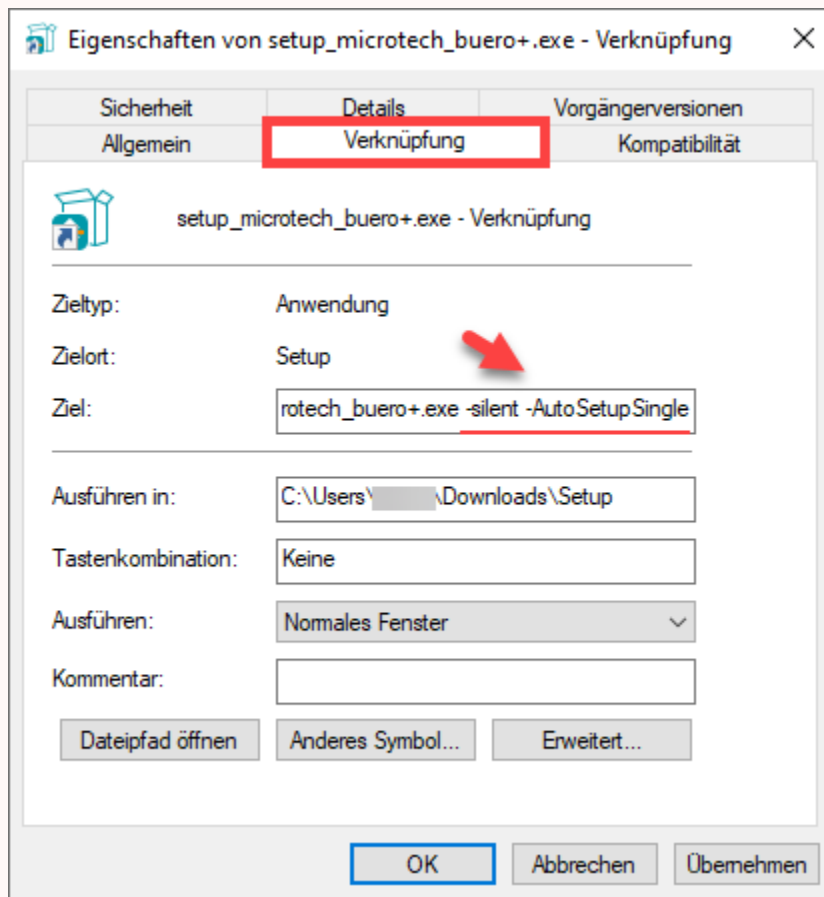 Eigenschaften von setup_microtech_buero+.exe - Verknüpfung
Sicherheit Details Vorgängerversionen
Allgemein Verknüpfung Kompatibilität
setup_microtech_buero+.exe - Verknüpfung
Zieltyp: Anwendung
Zielort: Setup
Ziel: rotech_buero+.exe -silent -AutoSetupSingle
Ausführen in: C:\Users\ \Downloads\Setup
Tastenkombination: Keine
Ausführen: Normales Fenster
Kommentar:
Dateipfad öffnen Anderes Symbol... Erweitert...
OK Abbrechen Übernehmen